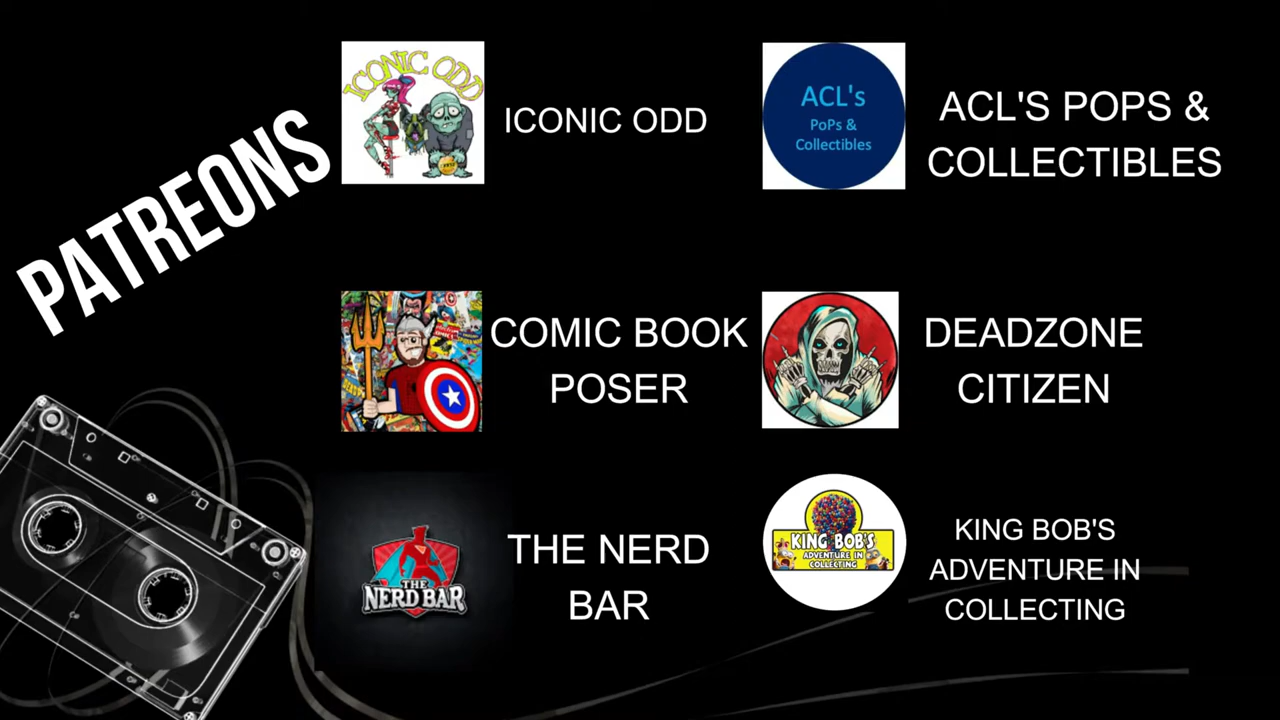 PATREONS
ICONIC ODD
ICONIC ODD
ACL's
PoPs &
Collectibles
ACL'S POPS &
COLLECTIBLES
COMIC BOOK
POSER
DEADZONE
CITIZEN
THE
NERD BAR
THE NERD
BAR
KING BOB'S
ADVENTURE IN
COLLECTING
KING BOB'S
ADVENTURE IN
COLLECTING